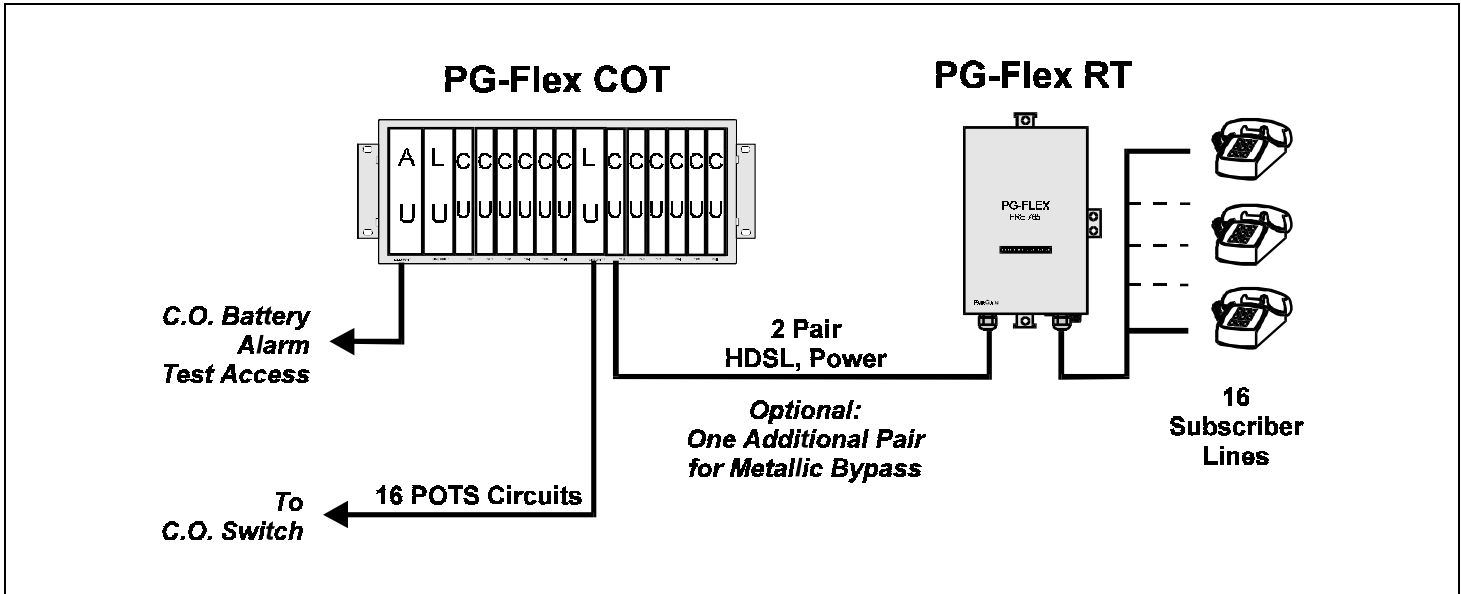 PG-Flex COT
PG-Flex RT
A L C C C C C C L C C C C C C
U U U U U U U U U U U U U U U
PG-FLEX
PAIRGAIN
C.O. Battery
Alarm
Test Access
2 Pair
HDSL, Power
Optional:
One Additional Pair
for Metallic Bypass
16
Subscriber
Lines
To
C.O. Switch
16 POTS Circuits